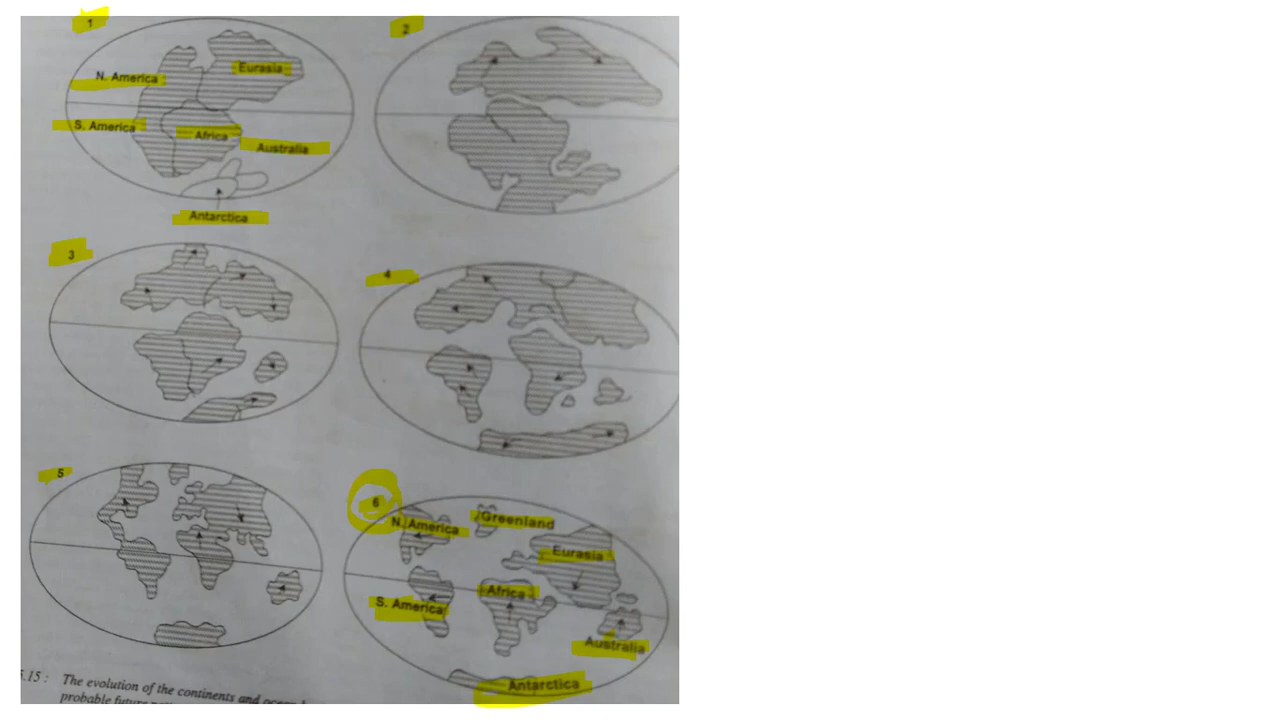 1
2
N. America
Eurasia
S. America
Africa
Australia
Antarctica
3
4
5
6
N. America
Greenland
Eurasia
S. America
Africa
Australia
Antarctica
5.15 : The evolution of the continents and
probable future